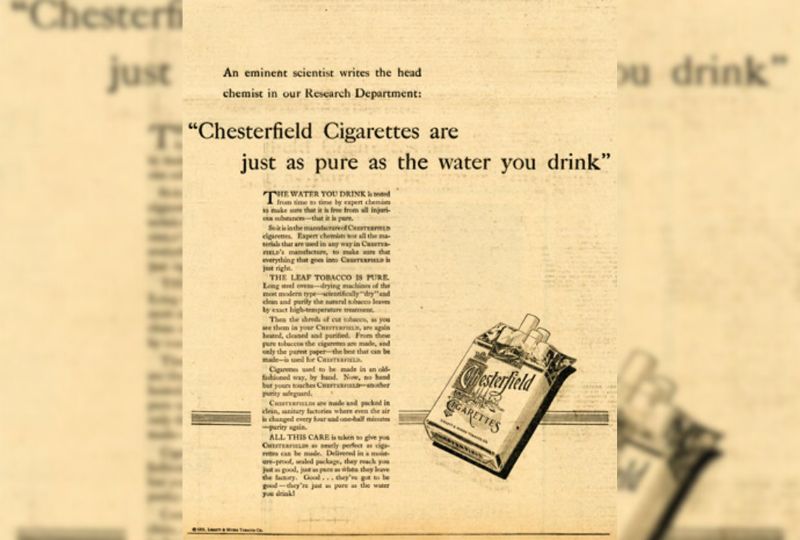 An eminent scientist writes the head
chemist in our Research Department:
“Chesterfield Cigarettes are
just as pure as the water you drink”
THE WATER YOU DRINK is tested
from time to time by expert chemists
to make sure that it is free from all injuri-
ous substances—that it is pure.
So it is in the manufacture of CHESTERFIELD
cigarettes. Expert chemists test all the ma-
terials that are used in any way in CHESTER-
FIELD'S manufacture, to make sure that
everything that goes into CHESTERFIELD is
just right.
THE LEAF TOBACCO IS PURE.
Long steel ovens—drying machines of the
most modern type—scientifically "dry" and
clean and purify the natural tobacco leaves
by exact high-temperature treatment.
Then the shreds of cut tobacco, as you
see them in your CHESTERFIELD, are again
heated, cleaned and purified. From these
pure tobaccos the cigarettes are made, and
only the purest paper—the best that can be
made—is used for CHESTERFIELD.
Cigarettes used to be made in an old-
fashioned way, by hand. Now, no hand
but yours touches CHESTERFIELD—another
purity safeguard.
CHESTERFIELDS are made and packed in
clean, sanitary factories where even the air
is changed every four and one-half minutes
—purity again.
ALL THIS CARE is taken to give you
CHESTERFIELDS as nearly perfect as ciga-
rettes can be made. Delivered in a moist-
ure-proof, sealed package, they reach you
just as good, just as pure as when they leave
the factory. Good . . . they've got to be
good—they're just as pure as the water
you drink!
Chesterfield
CIGARETTES
LIGGETT & MYERS TOBACCO CO.